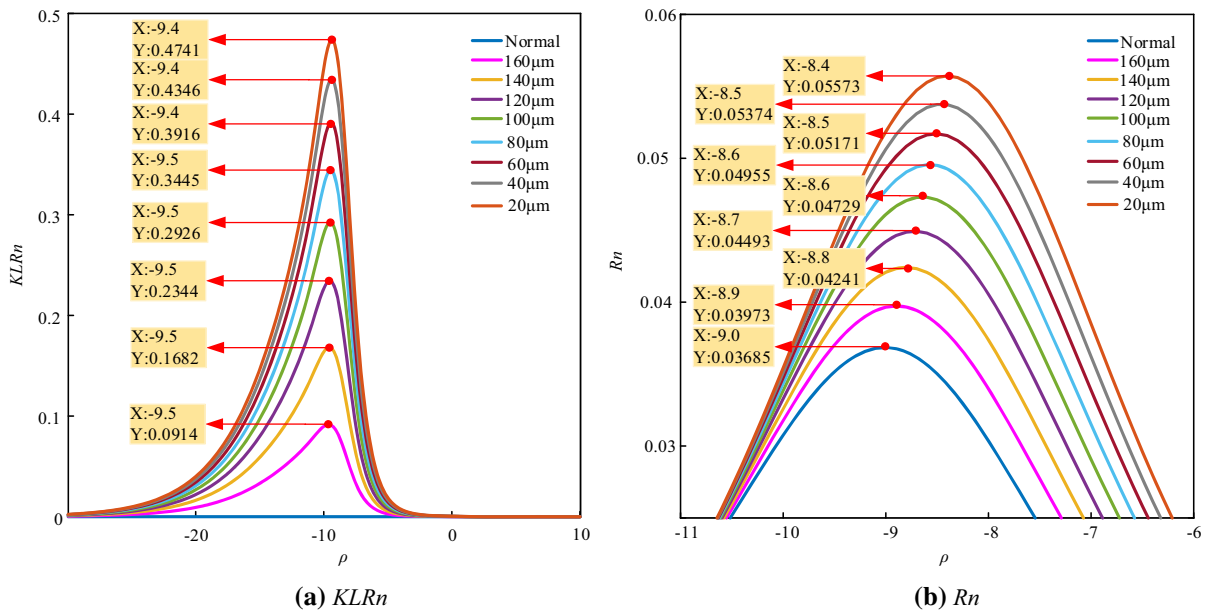 0.5
0.4
0.3
0.2
0.1
0
KLRn
X:-9.4
Y:0.4741
X:-9.4
Y:0.4346
X:-9.4
Y:0.3916
X:-9.5
Y:0.3445
X:-9.5
Y:0.2926
X:-9.5
Y:0.2344
X:-9.5
Y:0.1682
X:-9.5
Y:0.0914
Normal
160μm
140μm
120μm
100μm
80μm
60μm
40μm
20μm
-20 -10 0 10
ρ
(a) KLRn
0.06
0.05
0.04
0.03
Rn
X:-8.4
Y:0.05573
X:-8.5
Y:0.05374
X:-8.5
Y:0.05171
X:-8.6
Y:0.04955
X:-8.6
Y:0.04729
X:-8.7
Y:0.04493
X:-8.8
Y:0.04241
X:-8.9
Y:0.03973
X:-9.0
Y:0.03685
Normal
160μm
140μm
120μm
100μm
80μm
60μm
40μm
20μm
-11 -10 -9 -8 -7 -6
ρ
(b) Rn